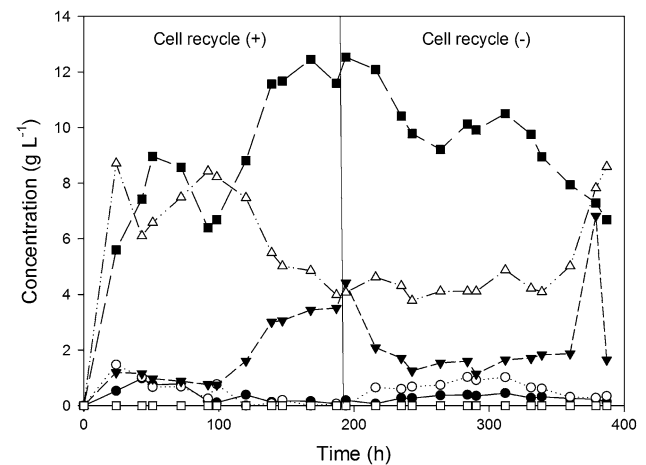 14
Cell recycle (+) Cell recycle (-)
12
10
8
6
4
2
0
Concentration (g L-1)
0 100 200 300 400
Time (h)